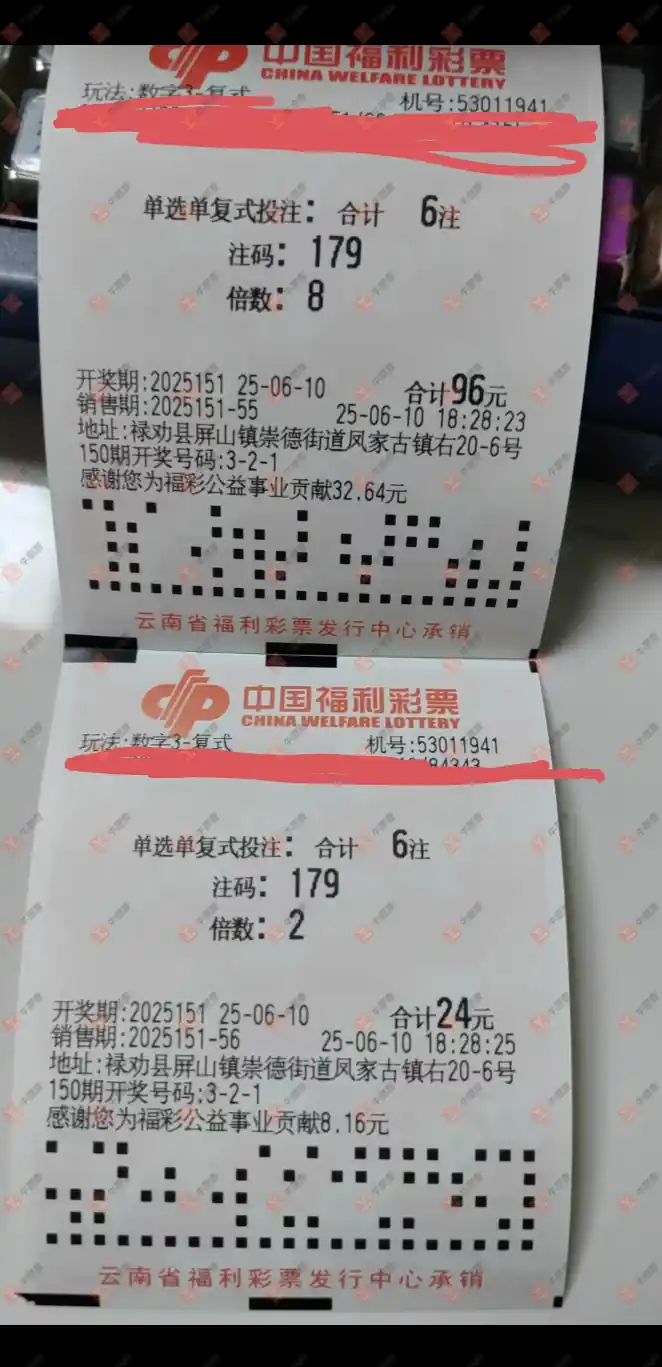 中国福利彩票
CHINA WELFARE LOTTERY
玩法:数字3-复式 机号:53011941
单选单复式投注: 合计 6注
注码: 179
倍数: 8
开奖期:2025151 25-06-10 合计96元
销售期:2025151-55 25-06-10 18:28:23
地址:禄劝县屏山镇崇德街道凤家古镇右20-6号
150期开奖号码:3-2-1
感谢您为福彩公益事业贡献32.64元
云南省福利彩票发行中心承销
中国福利彩票
CHINA WELFARE LOTTERY
玩法:数字3-复式 机号:53011941
单选单复式投注: 合计 6注
注码: 179
倍数: 2
开奖期:2025151 25-06-10 合计24元
销售期:2025151-56 25-06-10 18:28:25
地址:禄劝县屏山镇崇德街道凤家古镇右20-6号
150期开奖号码:3-2-1
感谢您为福彩公益事业贡献8.16元
云南省福利彩票发行中心承销